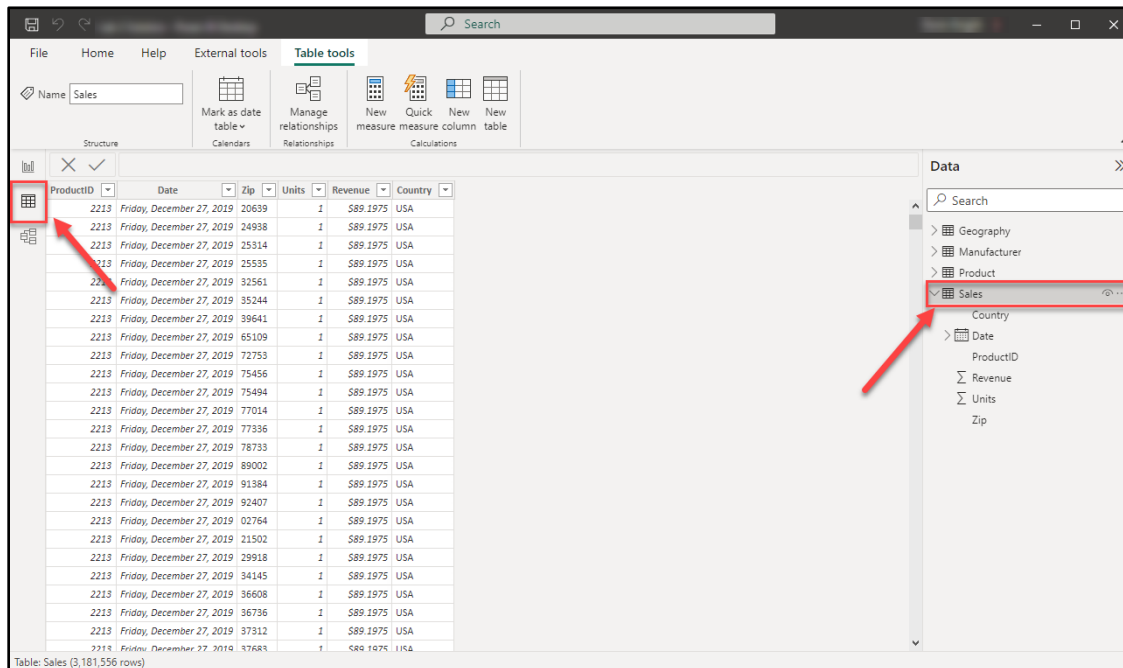 Search
File Home Help External tools Table tools
Name Sales
Mark as date table
Manage relationships
New measure
Quick measure
New column
New table
Structure Calendars Relationships Calculations
ProductID Date Zip Units Revenue Country
2213 Friday, December 27, 2019 20639 1 $89.1975 USA
2213 Friday, December 27, 2019 24938 1 $89.1975 USA
2213 Friday, December 27, 2019 25314 1 $89.1975 USA
2213 Friday, December 27, 2019 25535 1 $89.1975 USA
2213 Friday, December 27, 2019 32561 1 $89.1975 USA
2213 Friday, December 27, 2019 35244 1 $89.1975 USA
2213 Friday, December 27, 2019 39641 1 $89.1975 USA
2213 Friday, December 27, 2019 65109 1 $89.1975 USA
2213 Friday, December 27, 2019 72753 1 $89.1975 USA
2213 Friday, December 27, 2019 75456 1 $89.1975 USA
2213 Friday, December 27, 2019 75494 1 $89.1975 USA
2213 Friday, December 27, 2019 77014 1 $89.1975 USA
2213 Friday, December 27, 2019 77336 1 $89.1975 USA
2213 Friday, December 27, 2019 78733 1 $89.1975 USA
2213 Friday, December 27, 2019 89002 1 $89.1975 USA
2213 Friday, December 27, 2019 91384 1 $89.1975 USA
2213 Friday, December 27, 2019 92407 1 $89.1975 USA
2213 Friday, December 27, 2019 02764 1 $89.1975 USA
2213 Friday, December 27, 2019 21502 1 $89.1975 USA
2213 Friday, December 27, 2019 29918 1 $89.1975 USA
2213 Friday, December 27, 2019 34145 1 $89.1975 USA
2213 Friday, December 27, 2019 36608 1 $89.1975 USA
2213 Friday, December 27, 2019 36736 1 $89.1975 USA
2213 Friday, December 27, 2019 37312 1 $89.1975 USA
2213 Friday, December 27, 2019 37683 1 $89.1975 USA
Table: Sales (3,181,556 rows)
Data
Search
Geography
Manufacturer
Product
Sales
Country
Date
ProductID
Revenue
Units
Zip